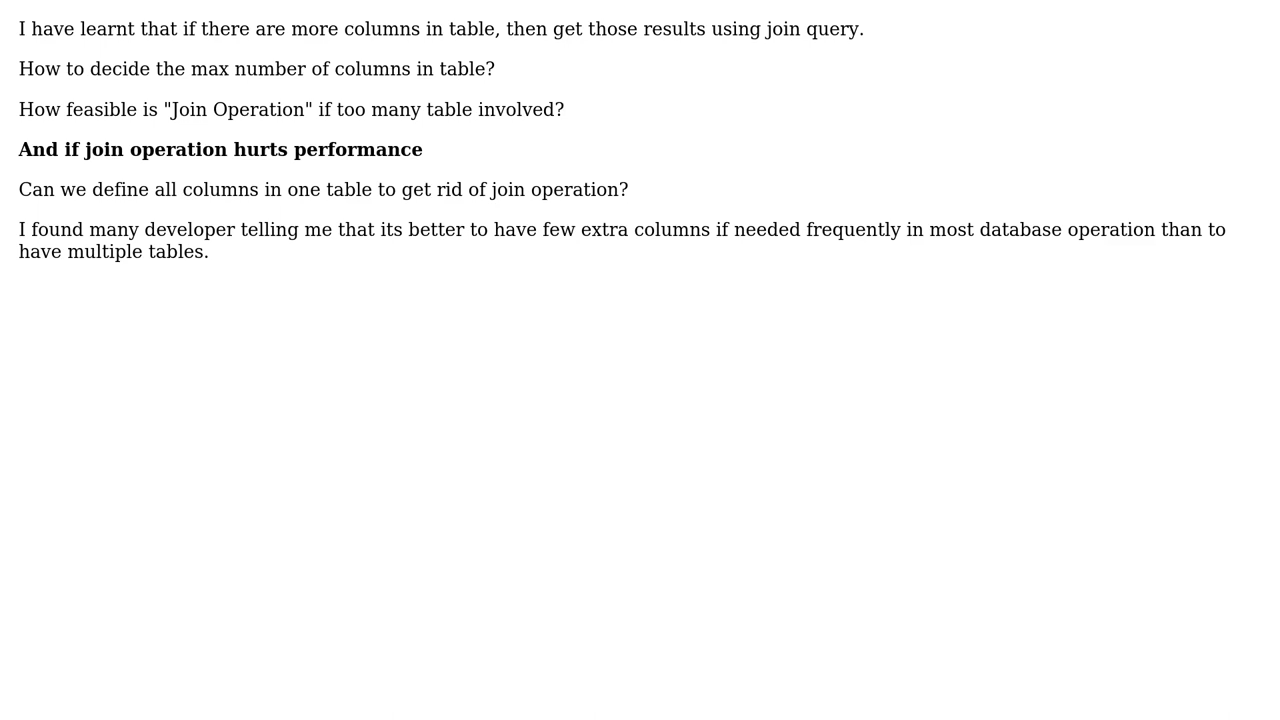 I have learnt that if there are more columns in table, then get those results using join query.
How to decide the max number of columns in table?
How feasible is "Join Operation" if too many table involved?
And if join operation hurts performance
Can we define all columns in one table to get rid of join operation?
I found many developer telling me that its better to have few extra columns if needed frequently in most database operation than to
have multiple tables.